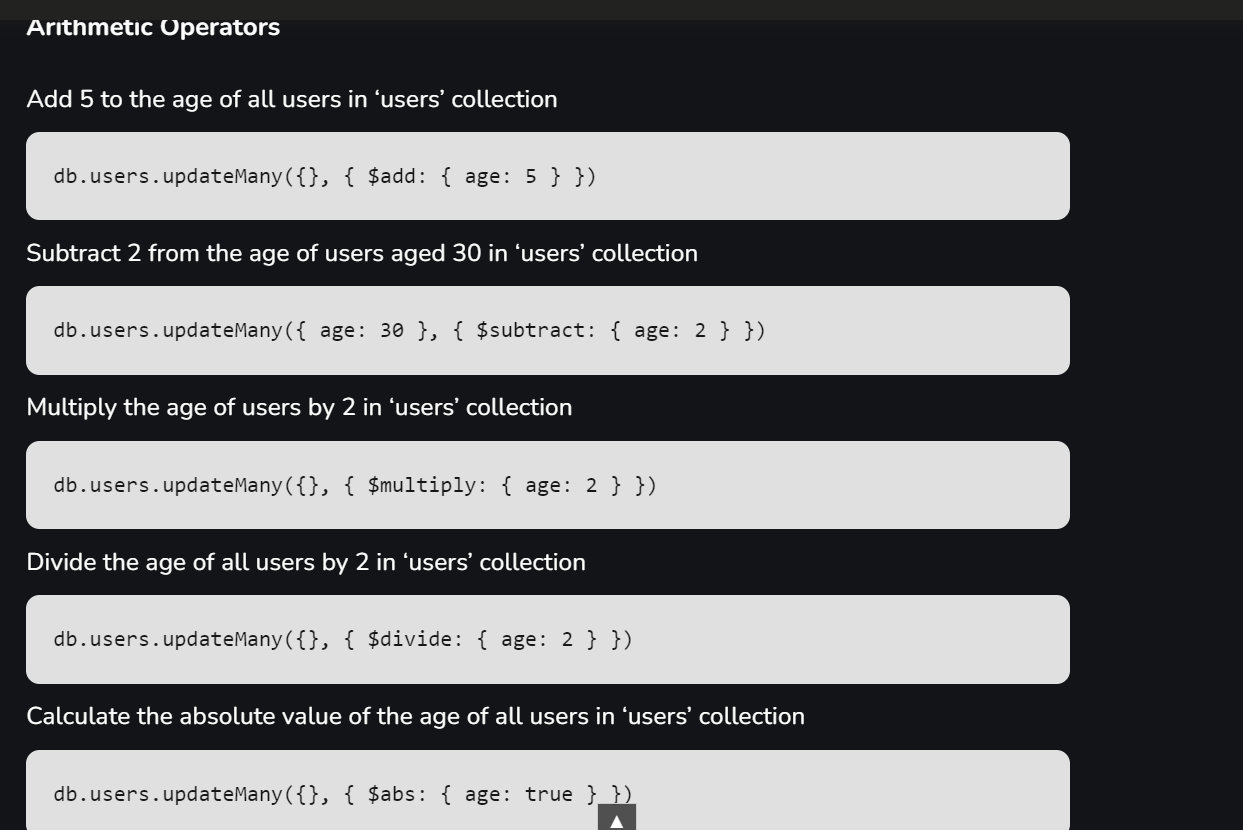 Arithmetic Operators
Add 5 to the age of all users in ‘users’ collection
db.users.updateMany({}, { $add: { age: 5 } })
Subtract 2 from the age of users aged 30 in ‘users’ collection
db.users.updateMany({ age: 30 }, { $subtract: { age: 2 } })
Multiply the age of users by 2 in ‘users’ collection
db.users.updateMany({}, { $multiply: { age: 2 } })
Divide the age of all users by 2 in ‘users’ collection
db.users.updateMany({}, { $divide: { age: 2 } })
Calculate the absolute value of the age of all users in ‘users’ collection
db.users.updateMany({}, { $abs: { age: true } })